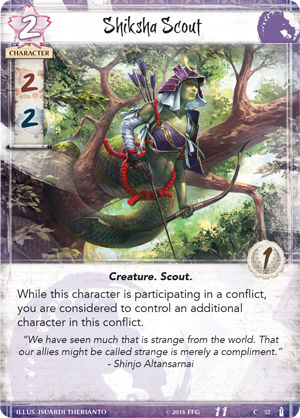 2
Shiksha Scout
CHARACTER
2
2
1
Creature. Scout.
While this character is participating in a conflict,
you are considered to control an additional
character in this conflict.
“We have seen much that is strange from the world. That
our allies might be called strange is merely a compliment.”
- Shinjo Altansarnai
ILLUS. ISUARDI THERIANTO
© 2018 FFG
11
C 57